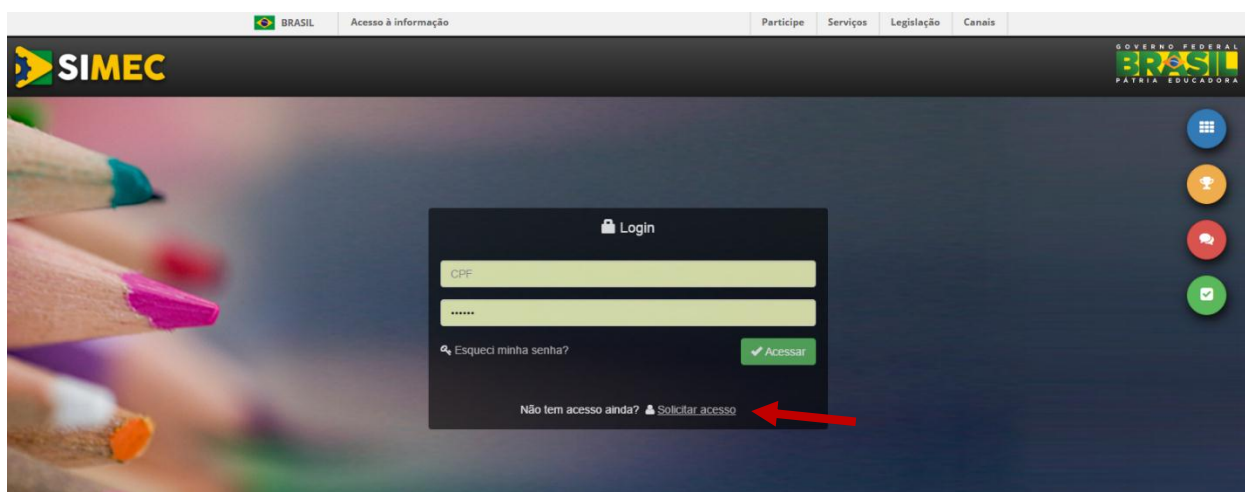 BRASIL Acesso à informação Participe Serviços Legislação Canais
SIMEC
GOVERNO FEDERAL
BRASIL
PÁTRIA EDUCADORA
Login
CPF
••••••
Esqueci minha senha? Acessar
Não tem acesso ainda? Solicitar acesso